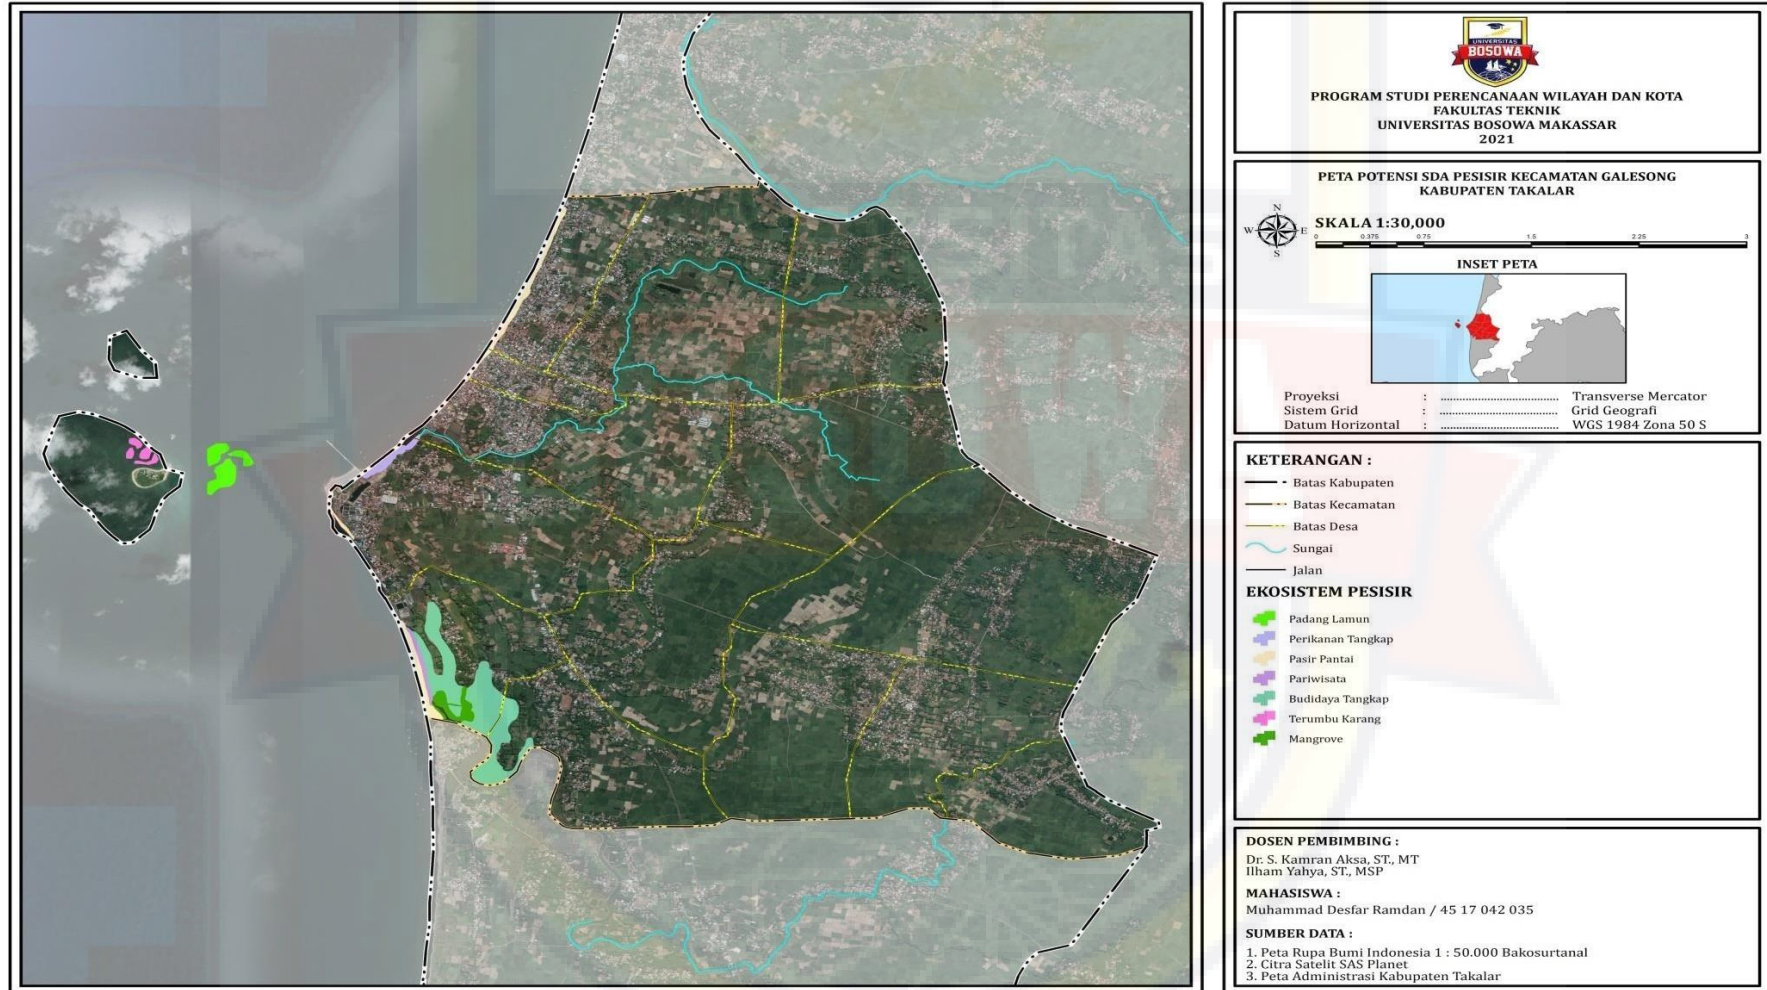 UNIVERSITAS
BOSOWA
PROGRAM STUDI PERENCANAAN WILAYAH DAN KOTA
FAKULTAS TEKNIK
UNIVERSITAS BOSOWA MAKASSAR
2021
PETA POTENSI SDA PESISIR KECAMATAN GALESONG
KABUPATEN TAKALAR
N
W E
S
SKALA 1:30,000
0 0.375 0.75 1.5 2.25 3
INSET PETA
Proyeksi : ................................ Transverse Mercator
Sistem Grid : ................................ Grid Geografi
Datum Horizontal : ................................ WGS 1984 Zona 50 S
KETERANGAN :
Batas Kabupaten
Batas Kecamatan
Batas Desa
Sungai
Jalan
EKOSISTEM PESISIR
Padang Lamun
Perikanan Tangkap
Pasir Pantai
Pariwisata
Budidaya Tangkap
Terumbu Karang
Mangrove
DOSEN PEMBIMBING :
Dr. S. Kamran Aksa, ST., MT
Ilham Yahya, ST., MSP
MAHASISWA :
Muhammad Desfar Ramdan / 45 17 042 035
SUMBER DATA :
1. Peta Rupa Bumi Indonesia 1 : 50.000 Bakosurtanal
2. Citra Satelit SAS Planet
3. Peta Administrasi Kabupaten Takalar